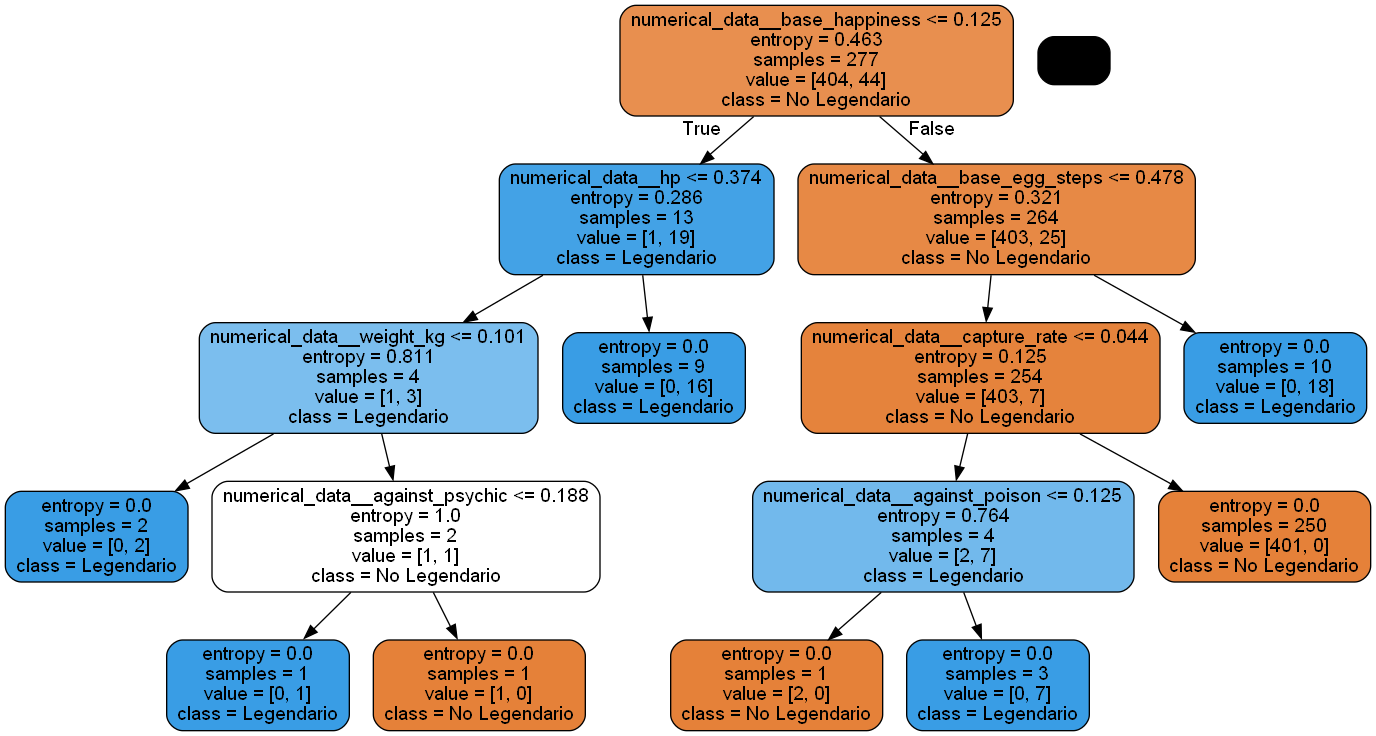 numerical_data__base_happiness <= 0.125
entropy = 0.463
samples = 277
value = [404, 44]
class = No Legendario
True
False
numerical_data__hp <= 0.374
entropy = 0.286
samples = 13
value = [1, 19]
class = Legendario
numerical_data__base_egg_steps <= 0.478
entropy = 0.321
samples = 264
value = [403, 25]
class = No Legendario
numerical_data__weight_kg <= 0.101
entropy = 0.811
samples = 4
value = [1, 3]
class = Legendario
entropy = 0.0
samples = 9
value = [0, 16]
class = Legendario
numerical_data__capture_rate <= 0.044
entropy = 0.125
samples = 254
value = [403, 7]
class = No Legendario
entropy = 0.0
samples = 10
value = [0, 18]
class = Legendario
entropy = 0.0
samples = 2
value = [0, 2]
class = Legendario
numerical_data__against_psychic <= 0.188
entropy = 1.0
samples = 2
value = [1, 1]
class = No Legendario
numerical_data__against_poison <= 0.125
entropy = 0.764
samples = 4
value = [2, 7]
class = Legendario
entropy = 0.0
samples = 250
value = [401, 0]
class = No Legendario
entropy = 0.0
samples = 1
value = [0, 1]
class = Legendario
entropy = 0.0
samples = 1
value = [1, 0]
class = No Legendario
entropy = 0.0
samples = 1
value = [2, 0]
class = No Legendario
entropy = 0.0
samples = 3
value = [0, 7]
class = Legendario